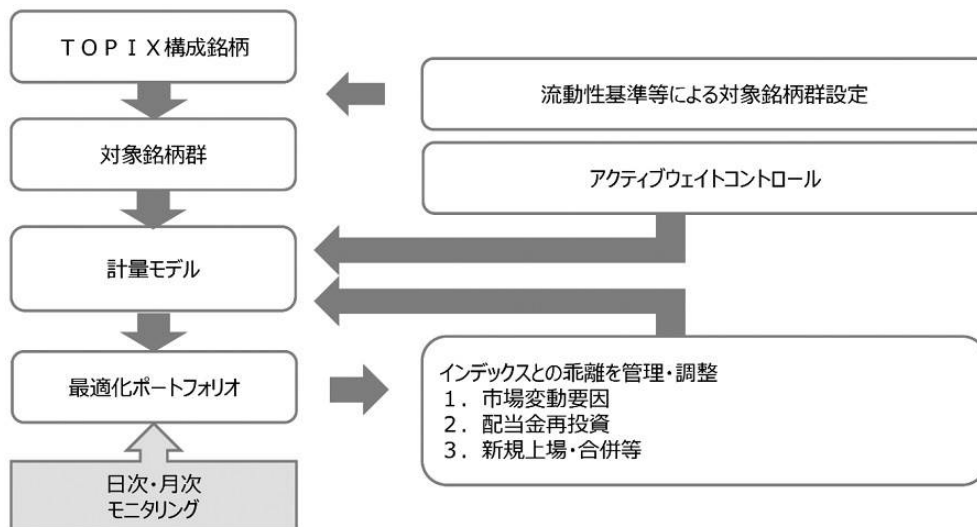 ＴＯＰＩＸ構成銘柄
流動性基準等による対象銘柄群設定
対象銘柄群
アクティブウェイトコントロール
計量モデル
最適化ポートフォリオ
インデックスとの乖離を管理・調整
１．市場変動要因
２．配当金再投資
３．新規上場・合併等
日次・月次
モニタリング